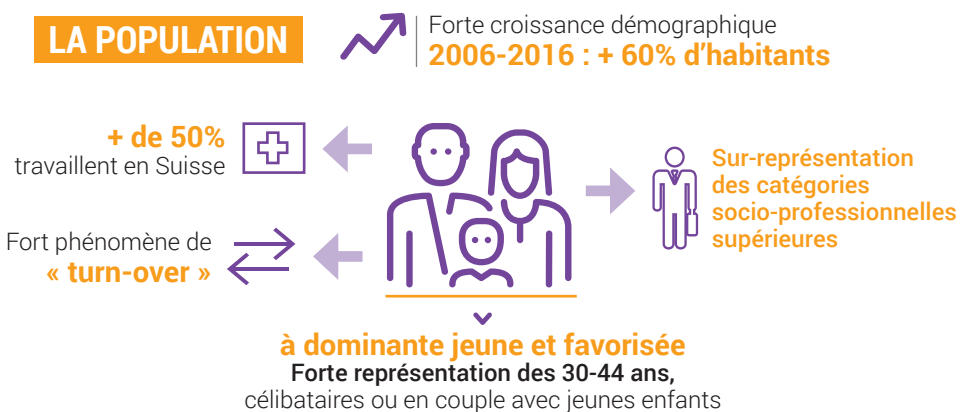 LA POPULATION
Forte croissance démographique
2006-2016 : + 60% d'habitants
+ de 50%
travaillent en Suisse
Fort phénomène de
« turn-over »
Sur-représentation
des catégories
socio-professionnelles
supérieures
à dominante jeune et favorisée
Forte représentation des 30-44 ans,
célibataires ou en couple avec jeunes enfants